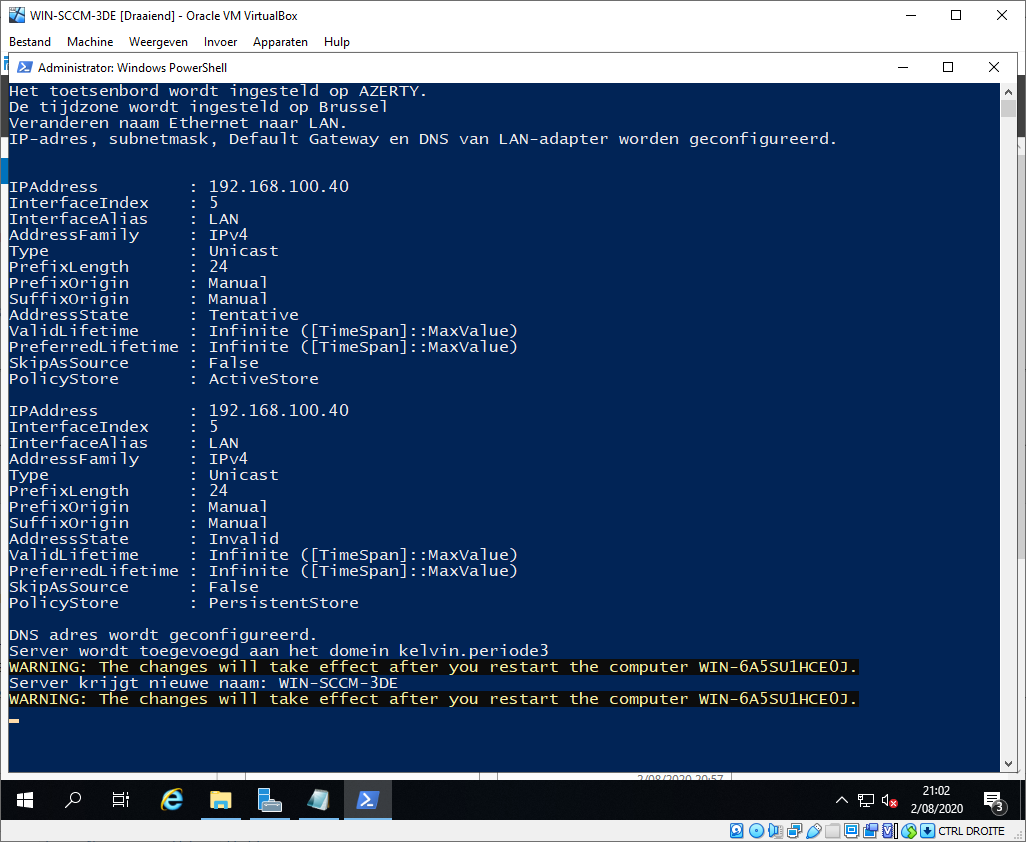 WIN-SCCM-3DE [Draaiend] - Oracle VM VirtualBox
Bestand Machine Weergeven Invoer Apparaten Hulp
Administrator: Windows PowerShell
Het toetsenbord wordt ingesteld op AZERTY.
De tijdzone wordt ingesteld op Brussel
Veranderen naam Ethernet naar LAN.
IP-adres, subnetmask, Default Gateway en DNS van LAN-adapter worden geconfigureerd.
IPAddress : 192.168.100.40
InterfaceIndex : 5
InterfaceAlias : LAN
AddressFamily : IPv4
Type : Unicast
PrefixLength : 24
PrefixOrigin : Manual
SuffixOrigin : Manual
AddressState : Tentative
ValidLifetime : Infinite ([TimeSpan]::MaxValue)
PreferredLifetime : Infinite ([TimeSpan]::MaxValue)
SkipAsSource : False
PolicyStore : ActiveStore
IPAddress : 192.168.100.40
InterfaceIndex : 5
InterfaceAlias : LAN
AddressFamily : IPv4
Type : Unicast
PrefixLength : 24
PrefixOrigin : Manual
SuffixOrigin : Manual
AddressState : Invalid
ValidLifetime : Infinite ([TimeSpan]::MaxValue)
PreferredLifetime : Infinite ([TimeSpan]::MaxValue)
SkipAsSource : False
PolicyStore : PersistentStore
DNS adres wordt geconfigureerd.
Server wordt toegevoegd aan het domein kelvin.periode3
WARNING: The changes will take effect after you restart the computer WIN-6A5SU1HCE0J.
Server krijgt nieuwe naam: WIN-SCCM-3DE
WARNING: The changes will take effect after you restart the computer WIN-6A5SU1HCE0J.
2/08/2020 20:57
21:02
2/08/2020
3
CTRL DROITE